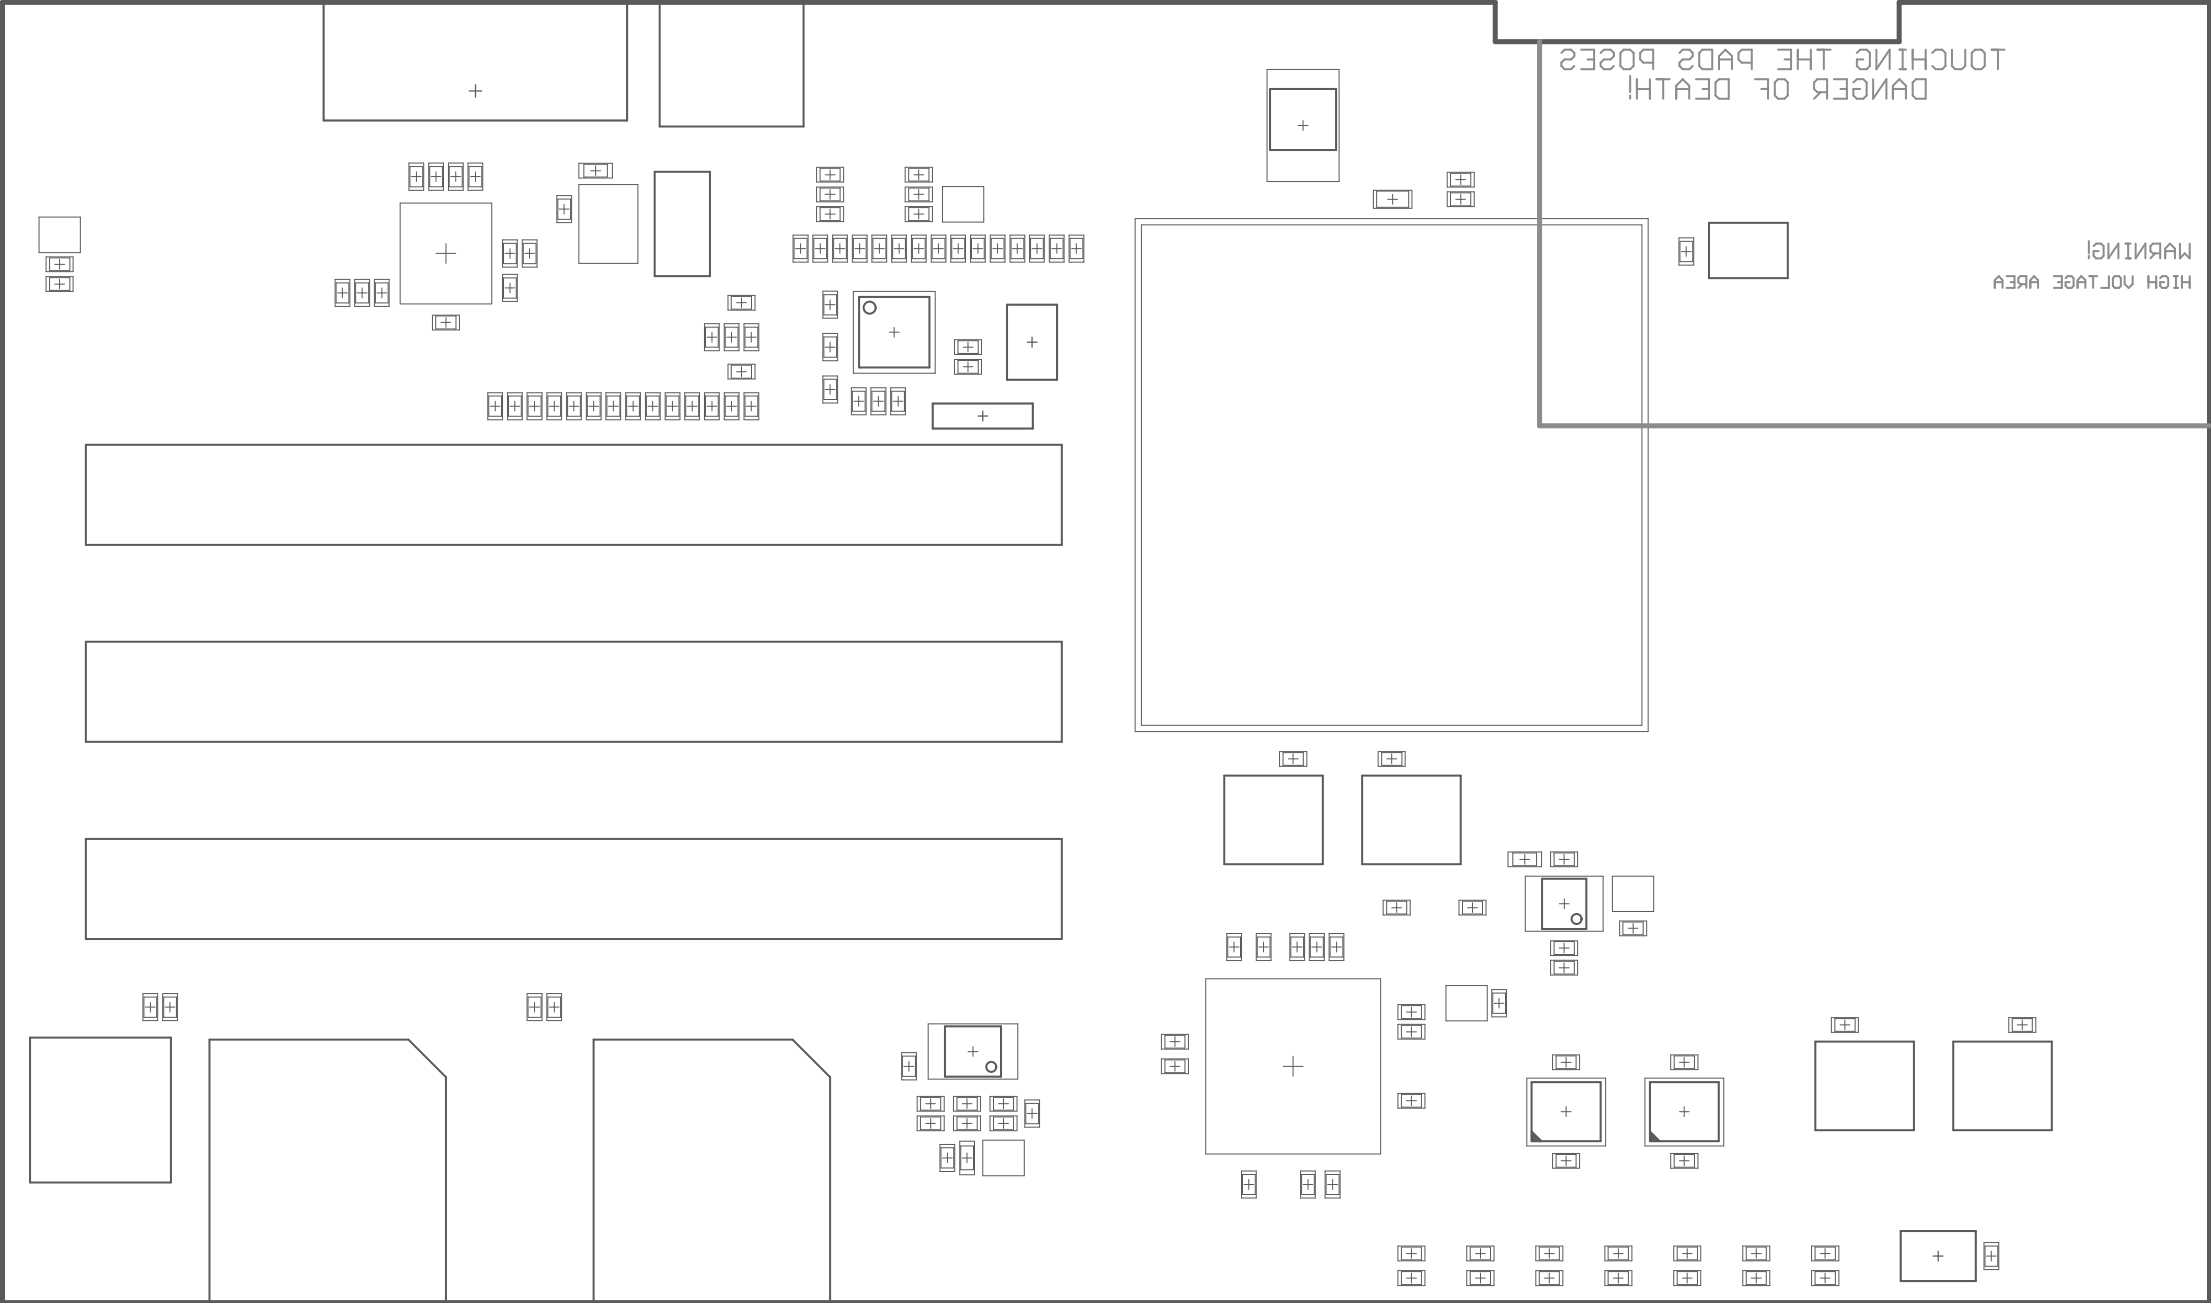 TOUCHING THE PADS POSES
DANGER OF DEATH!
WARNING!
HIGH VOLTAGE AREA